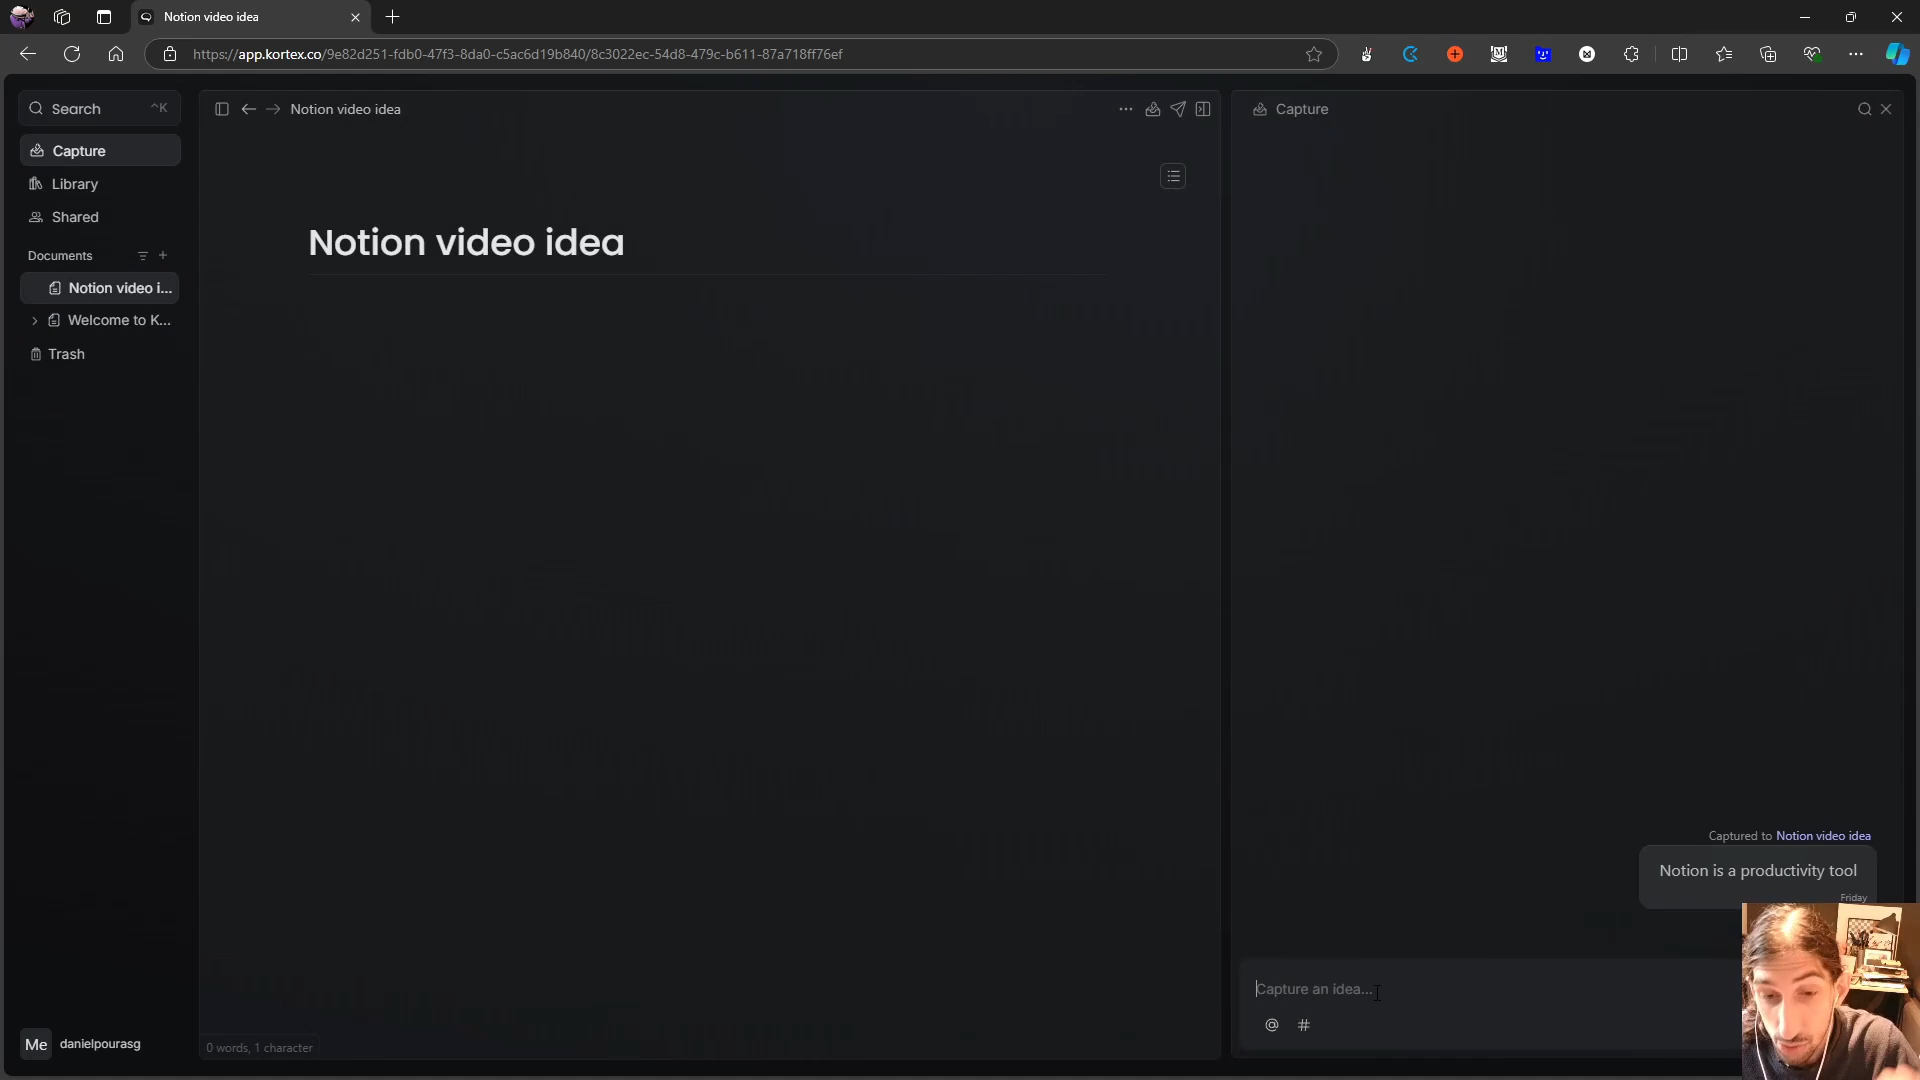 Notion video idea
https://app.kortex.co/9e82d251-fdb0-47f3-8da0-c5ac6d19b840/8c3022ec-54d8-479c-b611-87a718ff76ef
Search ^K
Capture
Library
Shared
Documents
Notion video i...
Welcome to K...
Trash
Me danielpourasg
Notion video idea
Notion video idea
0 words, 1 character
Capture
Captured to Notion video idea
Notion is a productivity tool
Friday
Capture an idea...
@ #